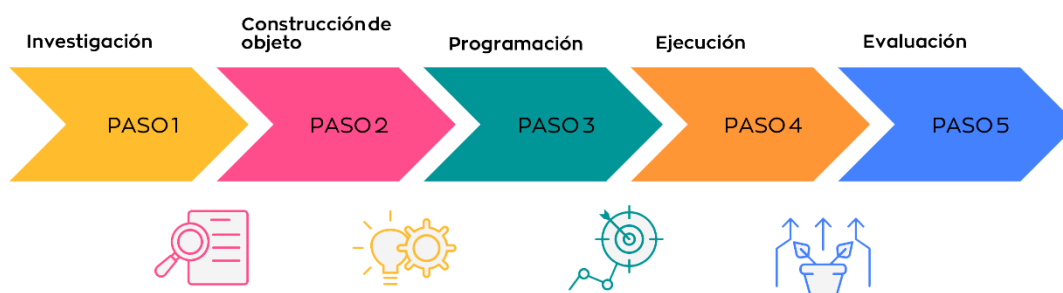 Investigación
Construcción de
objeto
Programación
Ejecución
Evaluación
PASO 1
PASO 2
PASO 3
PASO 4
PASO 5